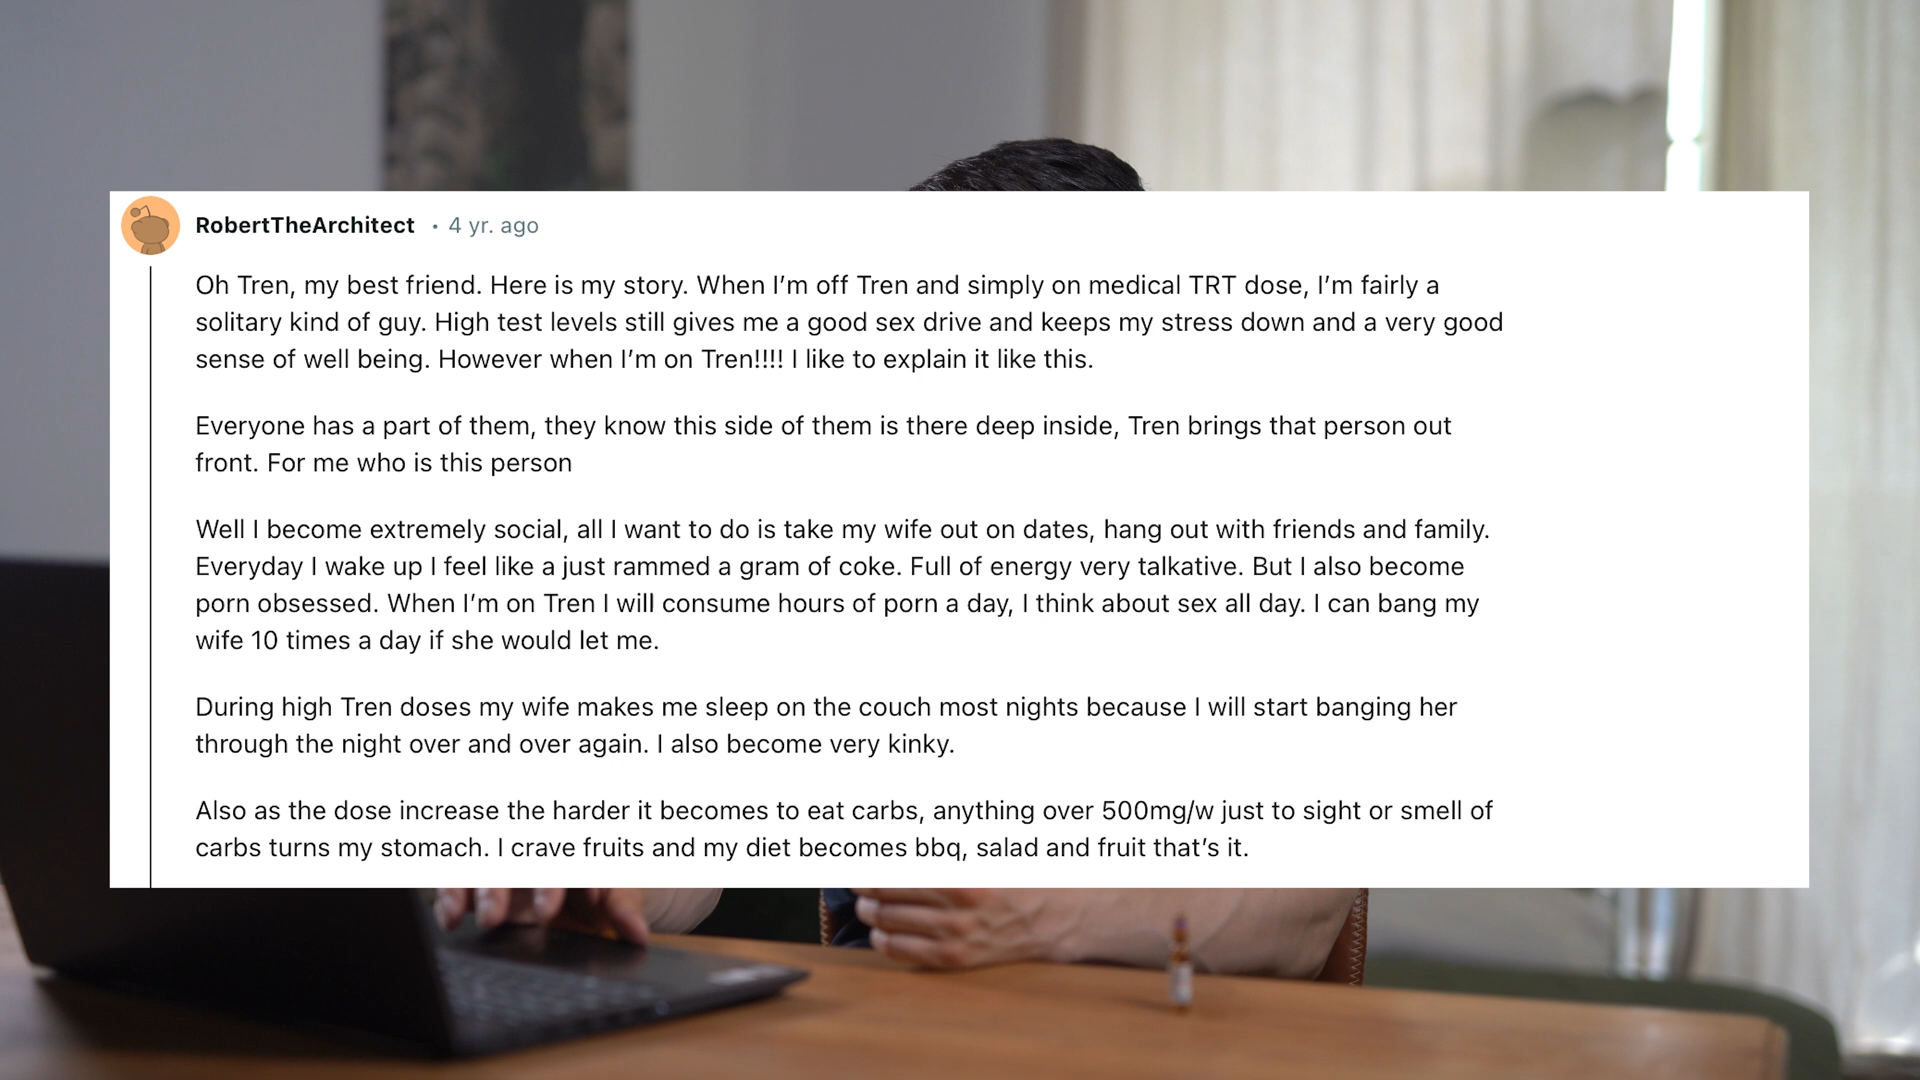 RobertTheArchitect · 4 yr. ago
Oh Tren, my best friend. Here is my story. When I’m off Tren and simply on medical TRT dose, I’m fairly a
solitary kind of guy. High test levels still gives me a good sex drive and keeps my stress down and a very good
sense of well being. However when I’m on Tren!!!! I like to explain it like this.
Everyone has a part of them, they know this side of them is there deep inside, Tren brings that person out
front. For me who is this person
Well I become extremely social, all I want to do is take my wife out on dates, hang out with friends and family.
Everyday I wake up I feel like a just rammed a gram of coke. Full of energy very talkative. But I also become
porn obsessed. When I’m on Tren I will consume hours of porn a day, I think about sex all day. I can bang my
wife 10 times a day if she would let me.
During high Tren doses my wife makes me sleep on the couch most nights because I will start banging her
through the night over and over again. I also become very kinky.
Also as the dose increase the harder it becomes to eat carbs, anything over 500mg/w just to sight or smell of
carbs turns my stomach. I crave fruits and my diet becomes bbq, salad and fruit that’s it.